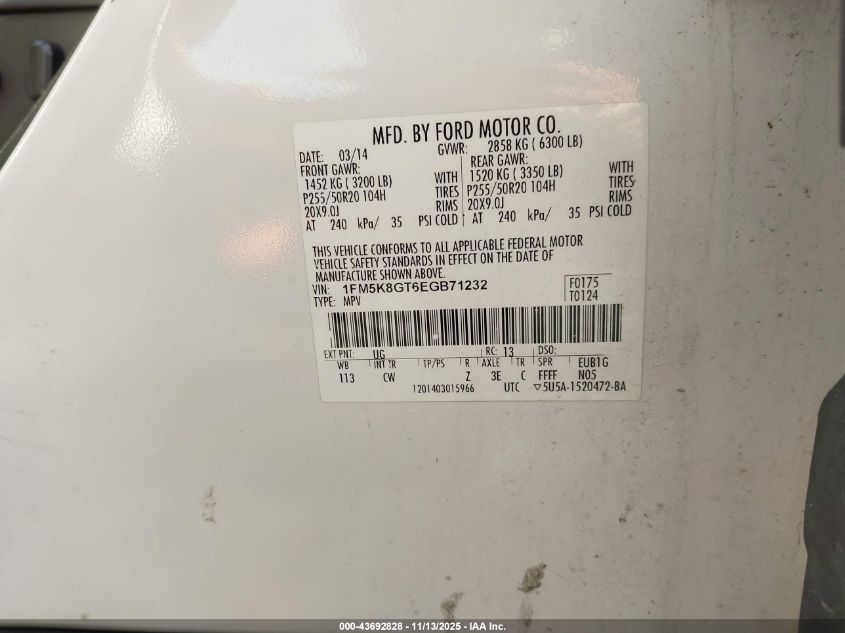 MFD. BY FORD MOTOR CO.
DATE: 03/14 GVWR: 2858 KG ( 6300 LB)
FRONT GAWR: REAR GAWR:
1452 KG ( 3200 LB) WITH 1520 KG ( 3350 LB) WITH
P255/50R20 104H TIRES P255/50R20 104H TIRES
20X9.0J RIMS 20X9.0J RIMS
AT 240 kPa/ 35 PSI COLD AT 240 kPa/ 35 PSI COLD
THIS VEHICLE CONFORMS TO ALL APPLICABLE FEDERAL MOTOR
VEHICLE SAFETY STANDARDS IN EFFECT ON THE DATE OF
MANUFACTURE SHOWN ABOVE.
VIN: 1FM5K8GT6EGB71232 F0175
TYPE: MPV T0124
EXT PNT: UG RC: 13 DSO:
WB INT TR TP/PS R AXLE TR SPR EUB1G
113 CW Z 3E C FFFF N05
1201403015966 UTC ▽5U5A-1520472-BA
000-43692828 - 11/13/2025 - IAA Inc.